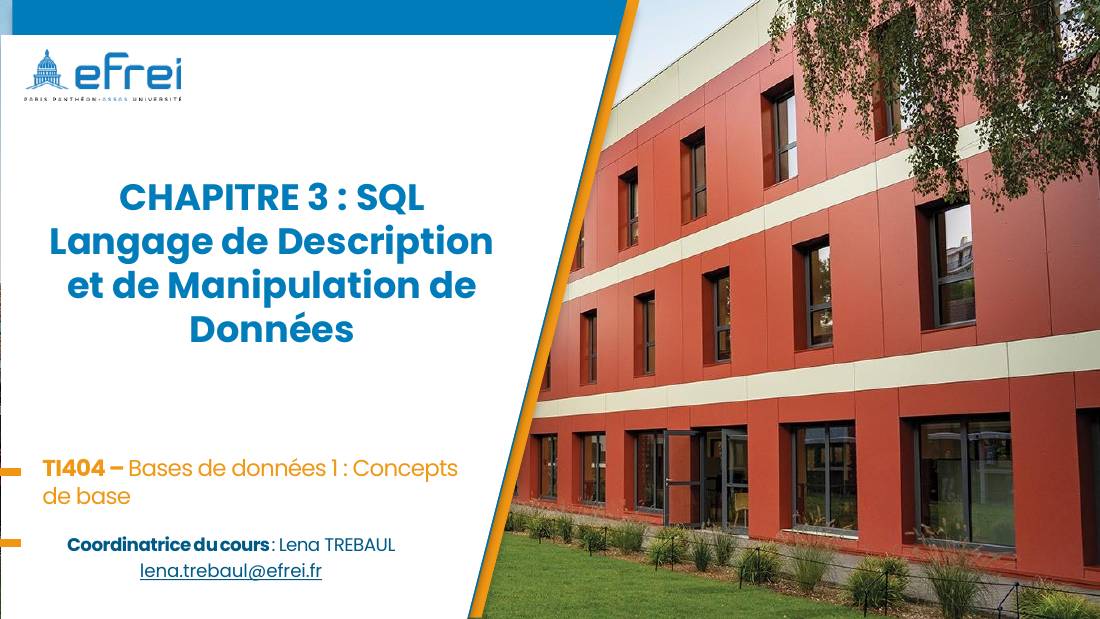 efrei
PARIS PANTHÉON-ASSAS UNIVERSITÉ
CHAPITRE 3 : SQL
Langage de Description
et de Manipulation de
Données
TI404 – Bases de données 1 : Concepts
de base
Coordinatrice du cours : Lena TREBAUL
lena.trebaul@efrei.fr